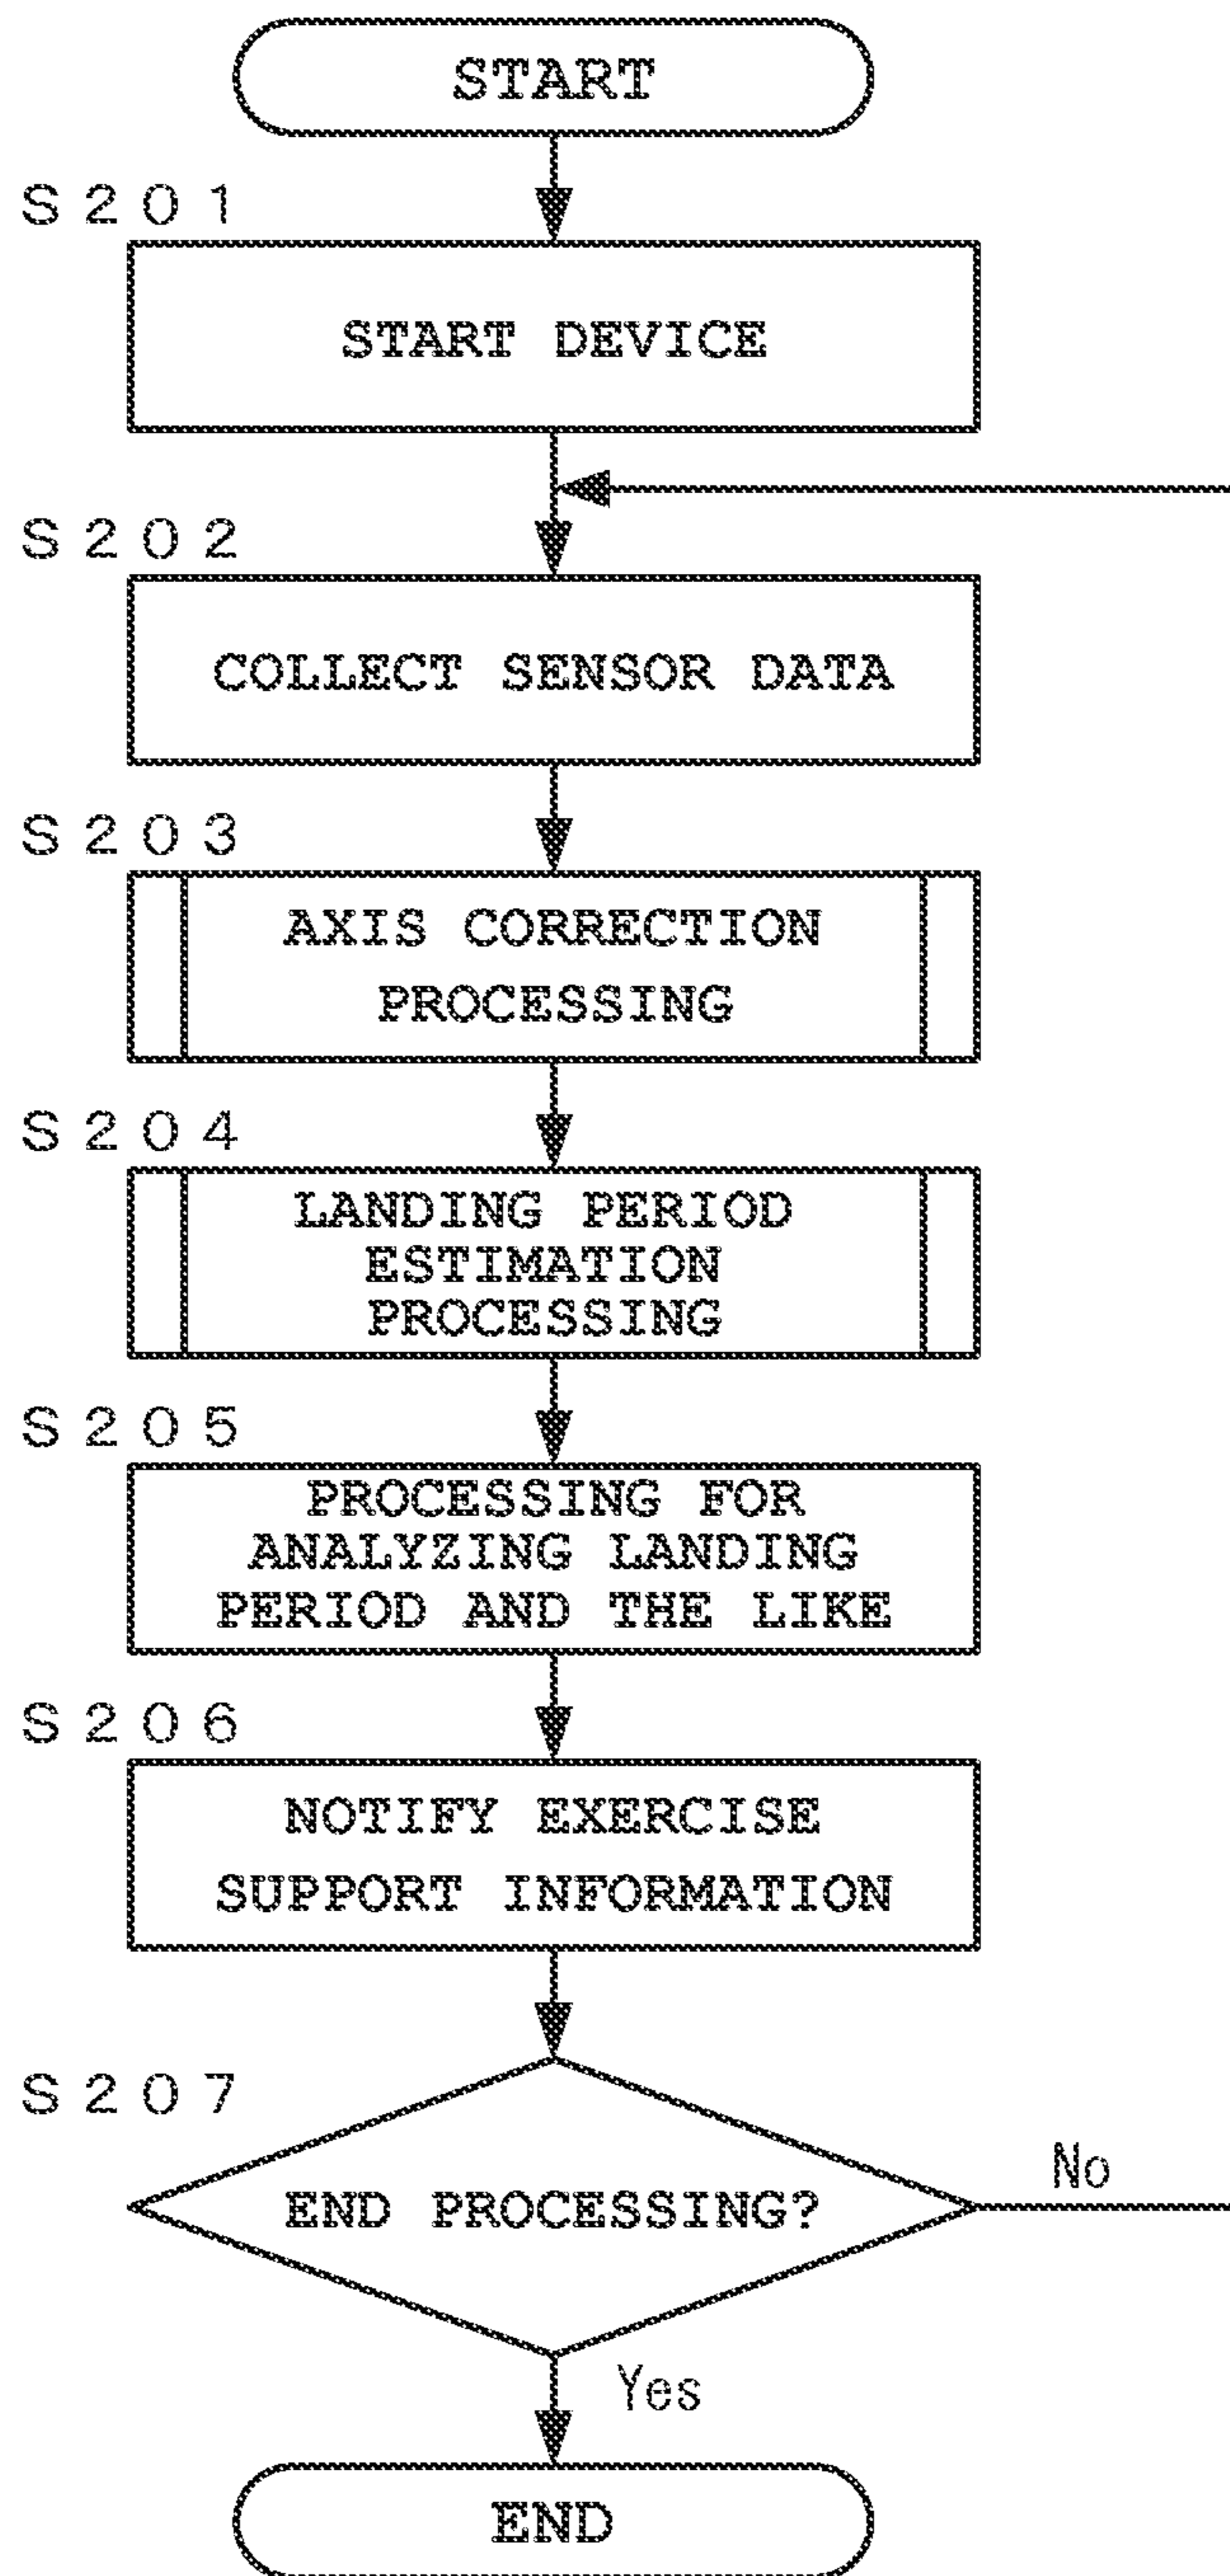 START
S201
START DEVICE
S202
COLLECT SENSOR DATA
S203
AXIS CORRECTION
PROCESSING
S204
LANDING PERIOD
ESTIMATION
PROCESSING
S205
PROCESSING FOR
ANALYZING LANDING
PERIOD AND THE LIKE
S206
NOTIFY EXERCISE
SUPPORT INFORMATION
S207
END PROCESSING?
No
Yes
END